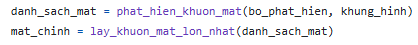 danh_sach_mat = phat_hien_khuon_mat(bo_phat_hien, khung_hinh)
mat_chinh = lay_khuon_mat_lon_nhat(danh_sach_mat)